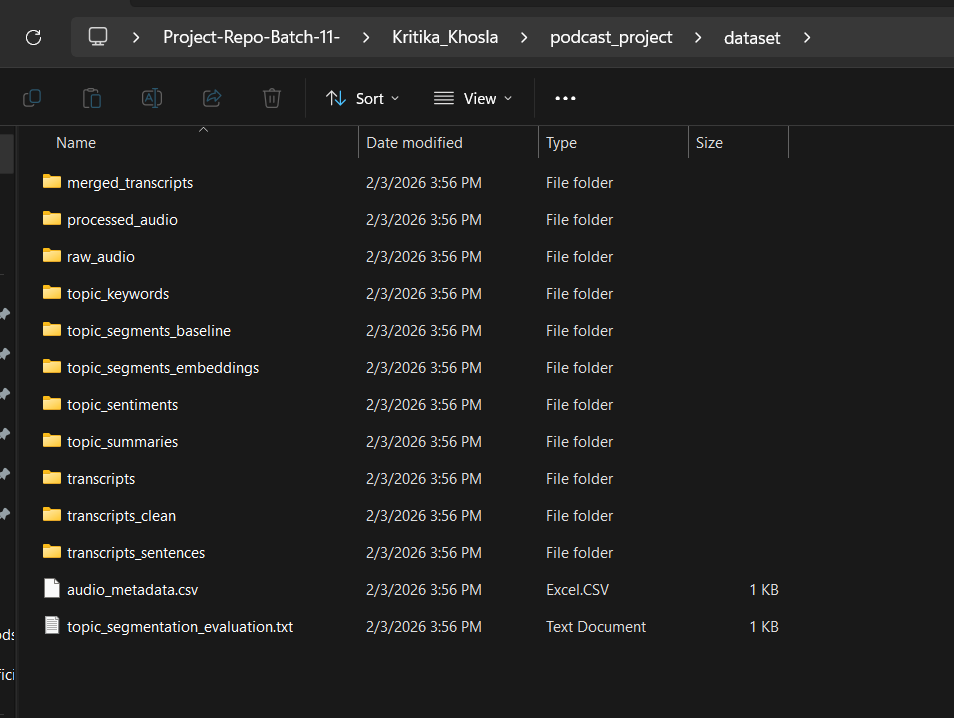 Project-Repo-Batch-11- > Kritika_Khosla > podcast_project > dataset >
Sort View
Name Date modified Type Size
merged_transcripts 2/3/2026 3:56 PM File folder
processed_audio 2/3/2026 3:56 PM File folder
raw_audio 2/3/2026 3:56 PM File folder
topic_keywords 2/3/2026 3:56 PM File folder
topic_segments_baseline 2/3/2026 3:56 PM File folder
topic_segments_embeddings 2/3/2026 3:56 PM File folder
topic_sentiments 2/3/2026 3:56 PM File folder
topic_summaries 2/3/2026 3:56 PM File folder
transcripts 2/3/2026 3:56 PM File folder
transcripts_clean 2/3/2026 3:56 PM File folder
transcripts_sentences 2/3/2026 3:56 PM File folder
audio_metadata.csv 2/3/2026 3:56 PM Excel.CSV 1 KB
topic_segmentation_evaluation.txt 2/3/2026 3:56 PM Text Document 1 KB